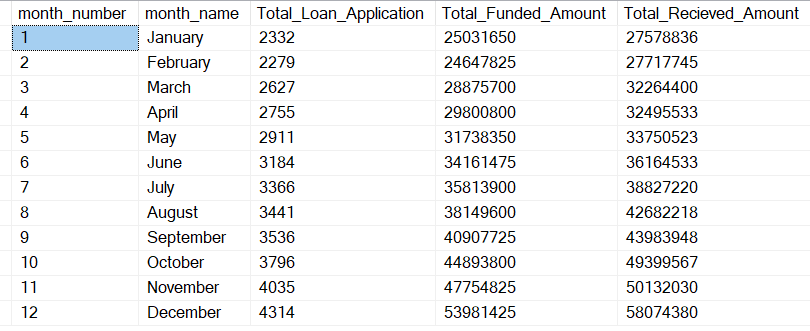 month_number month_name Total_Loan_Application Total_Funded_Amount Total_Recieved_Amount
1 January 2332 25031650 27578836
2 February 2279 24647825 27717745
3 March 2627 28875700 32264400
4 April 2755 29800800 32495533
5 May 2911 31738350 33750523
6 June 3184 34161475 36164533
7 July 3366 35813900 38827220
8 August 3441 38149600 42682218
9 September 3536 40907725 43983948
10 October 3796 44893800 49399567
11 November 4035 47754825 50132030
12 December 4314 53981425 58074380